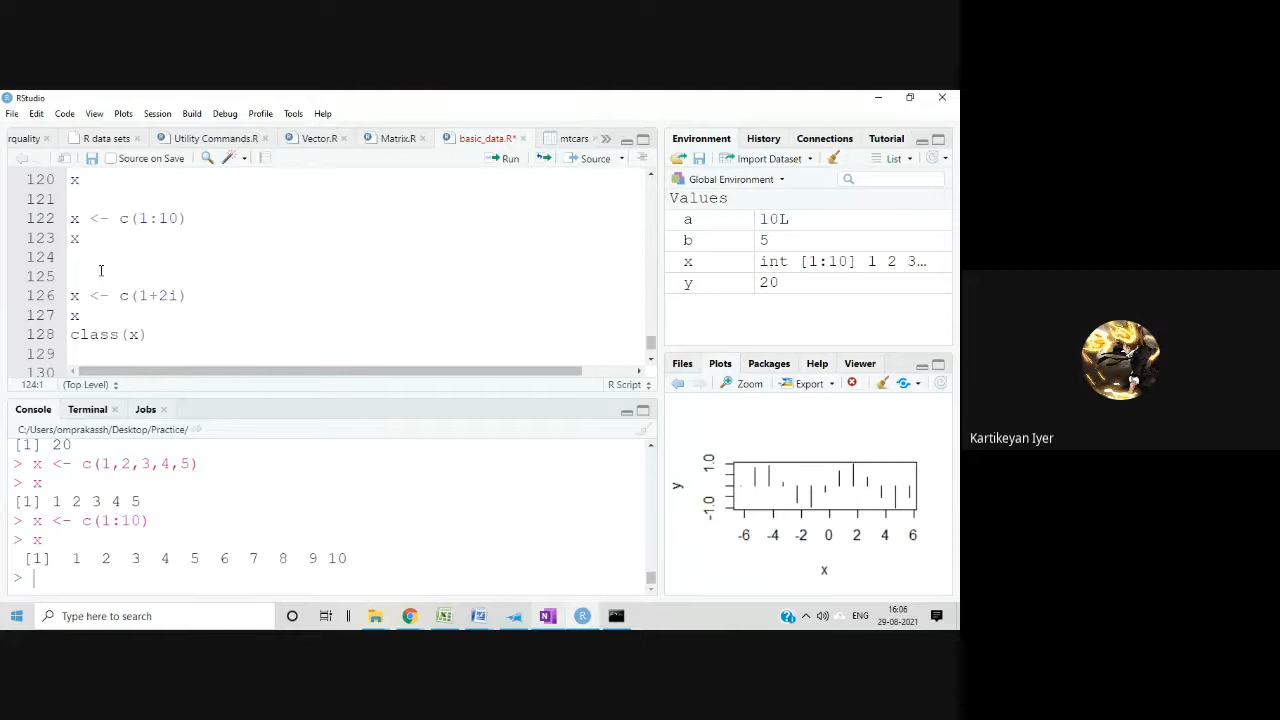 RStudio
File Edit Code View Plots Session Build Debug Profile Tools Help
rquality R data sets Utility Commands.R Vector.R Matrix.R basic_data.R* mtcars
Source on Save Run Source
120 x
121
122 x <- c(1:10)
123 x
124
125
126 x <- c(1+2i)
127 x
128 class(x)
129
130
124:1 (Top Level) R Script
Console Terminal Jobs
C:/Users/omprakassh/Desktop/Practice/
[1] 20
> x <- c(1,2,3,4,5)
> x
[1] 1 2 3 4 5
> x <- c(1:10)
> x
[1] 1 2 3 4 5 6 7 8 9 10
>
Environment History Connections Tutorial
Import Dataset List
Global Environment
Values
a 10L
b 5
x int [1:10] 1 2 3…
y 20
Files Plots Packages Help Viewer
Zoom Export
y
1.0
-1.0
-6 -4 -2 0 2 4 6
x
Kartikeyan Iyer
Type here to search
ENG
16:06
29-08-2021